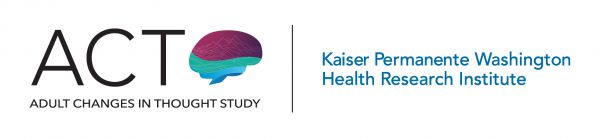 ACT
ADULT CHANGES IN THOUGHT STUDY
Kaiser Permanente Washington
Health Research Institute